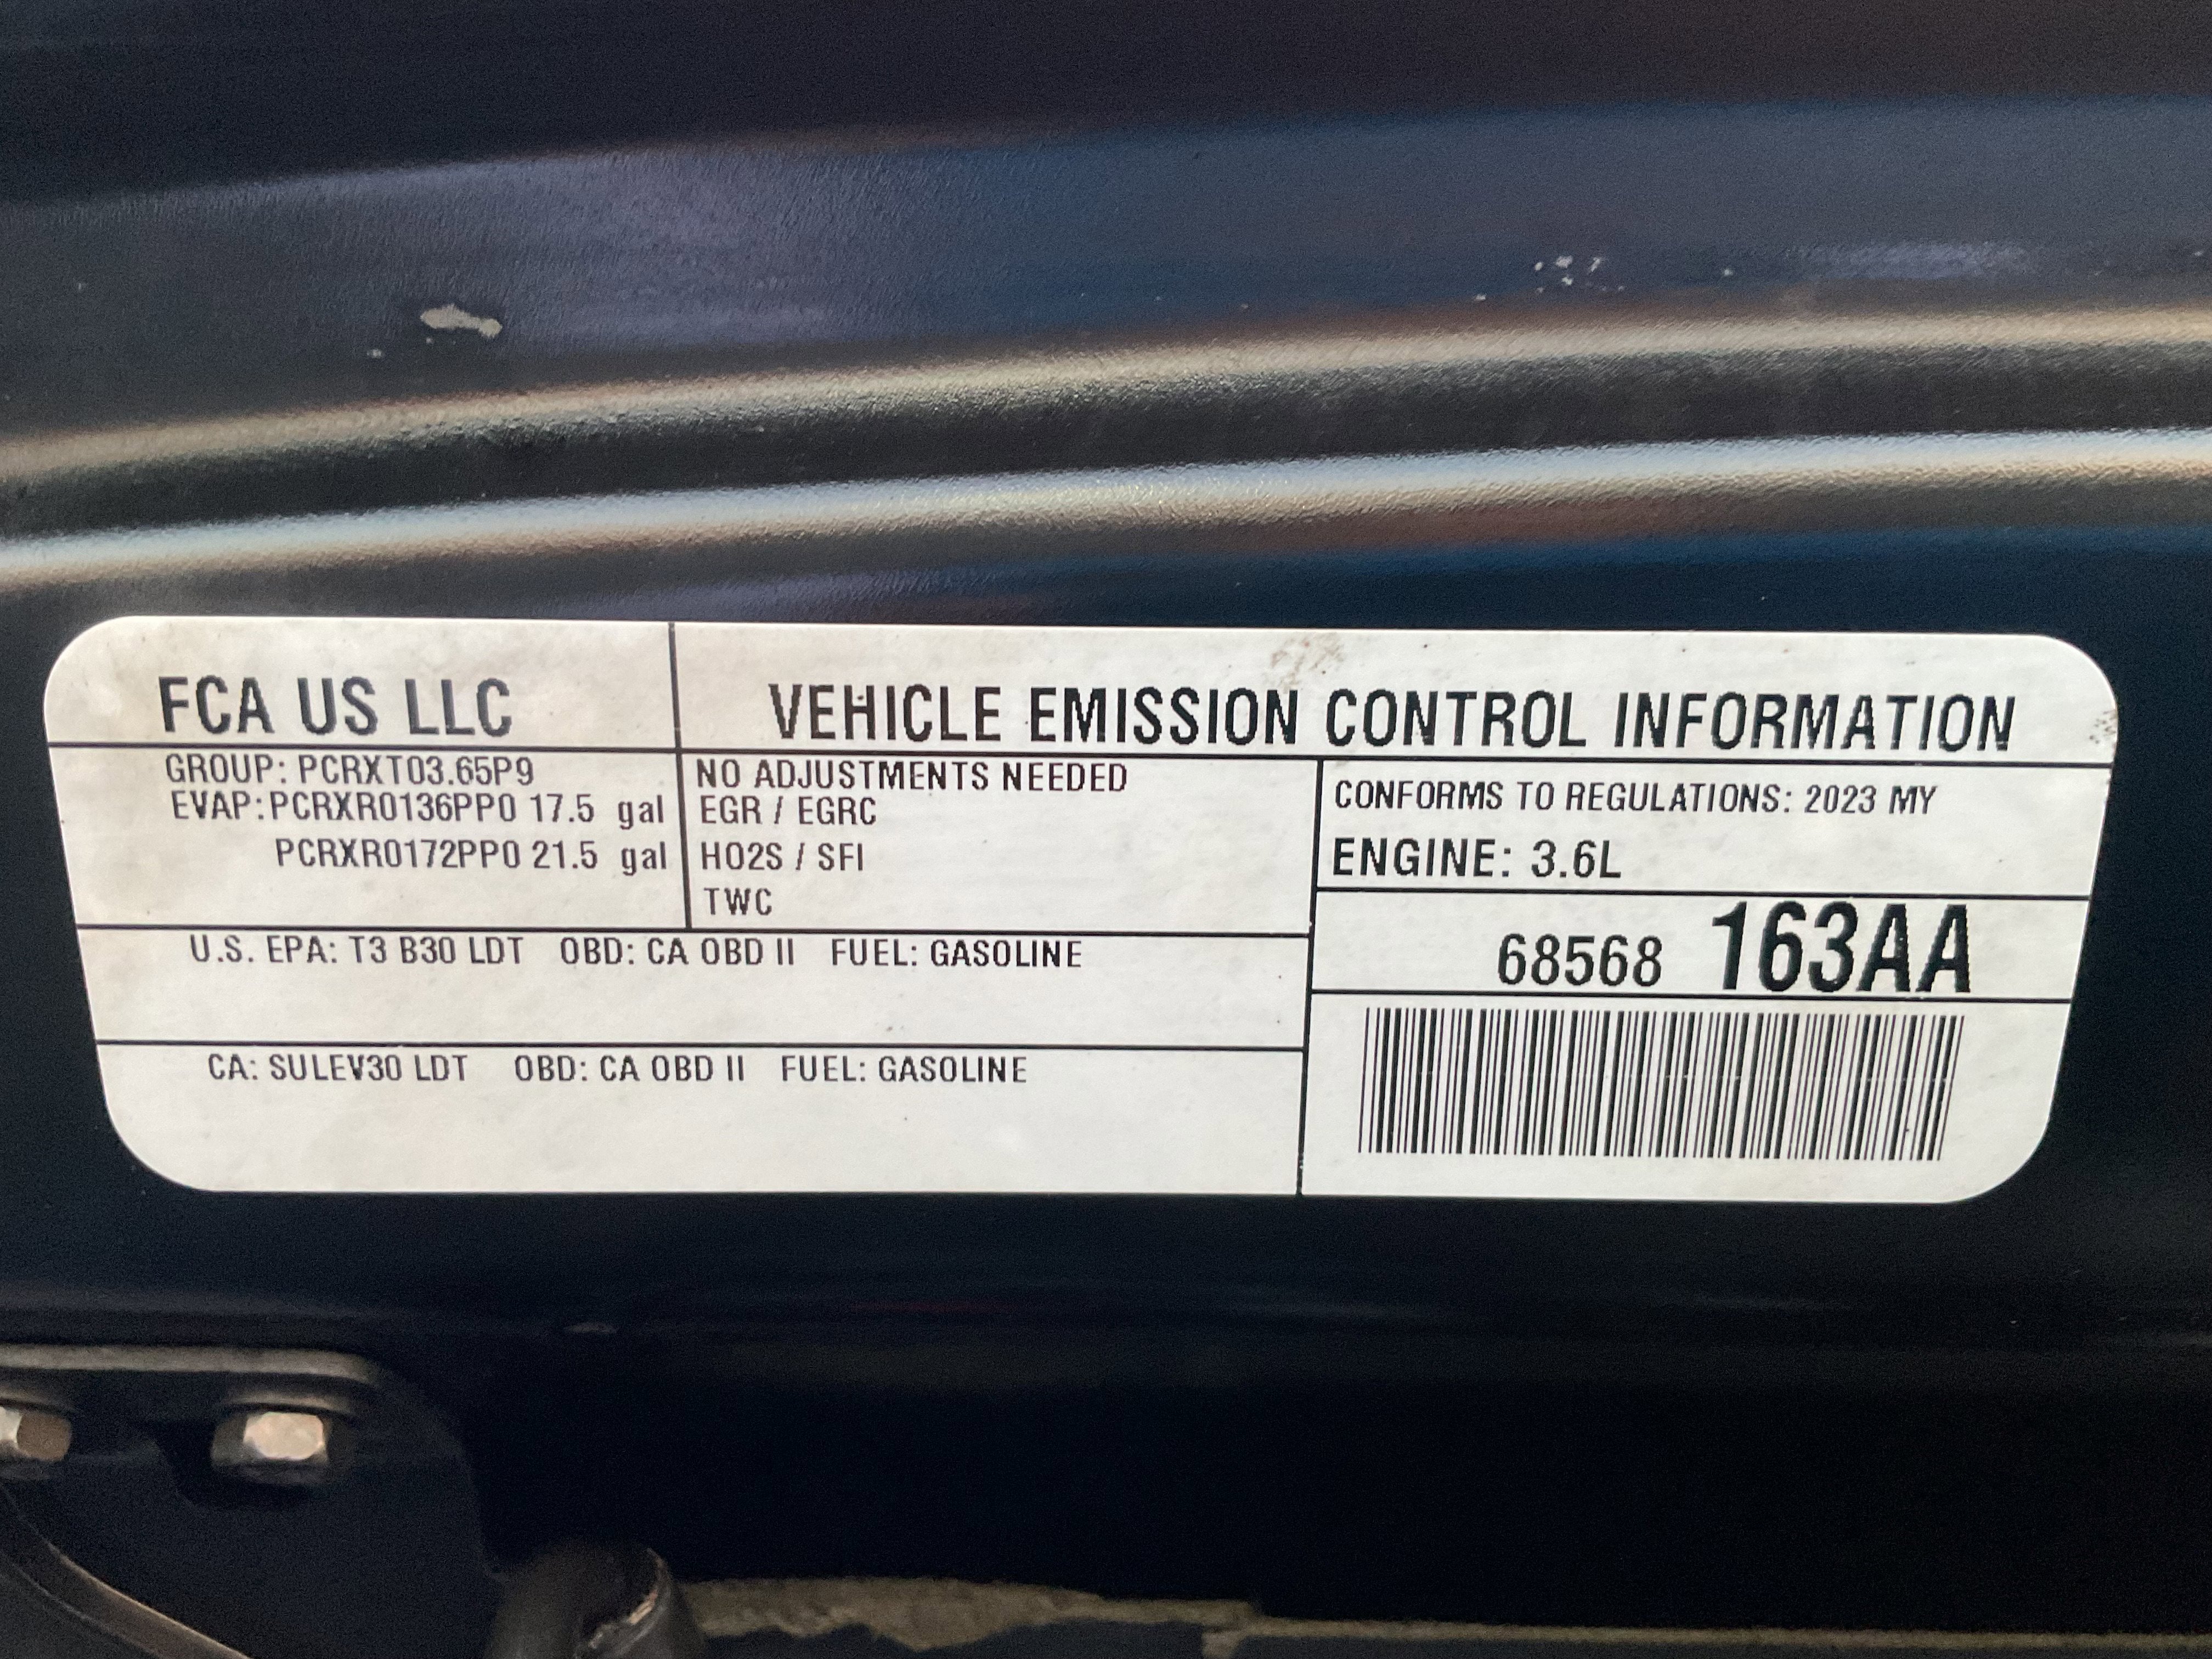 FCA US LLC
VEHICLE EMISSION CONTROL INFORMATION
GROUP: PCRXT03.65P9
EVAP:PCRXR0136PP0 17.5 gal
PCRXR0172PP0 21.5 gal
NO ADJUSTMENTS NEEDED
EGR / EGRC
HO2S / SFI
TWC
CONFORMS TO REGULATIONS: 2023 MY
ENGINE: 3.6L
68568 163AA
U.S. EPA: T3 B30 LDT OBD: CA OBD II FUEL: GASOLINE
CA: SULEV30 LDT OBD: CA OBD II FUEL: GASOLINE